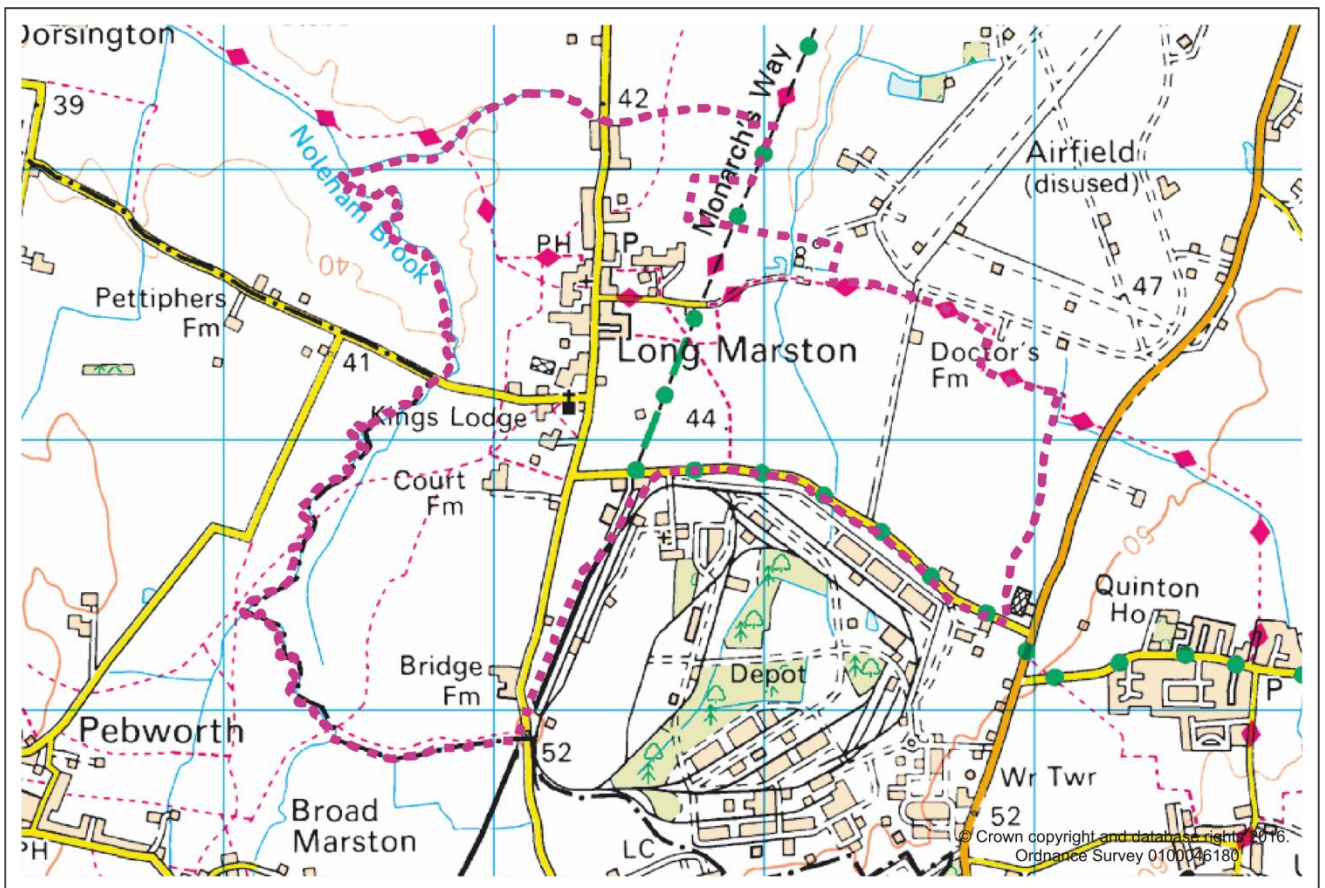 Dorsington
39
42
Monarch's Way
Noleham Brook
Airfield
(disused)
PH
P
40
47
Pettiphers
Fm
41
Long Marston
Doctor's
Fm
Kings Lodge
44
Court
Fm
50
Quinton
Ho
Bridge
Fm
Depot
P
Pebworth
52
Wr Twr
Broad
Marston
52
PH
LC
60
© Crown copyright and database rights 2016.
Ordnance Survey 0100046180